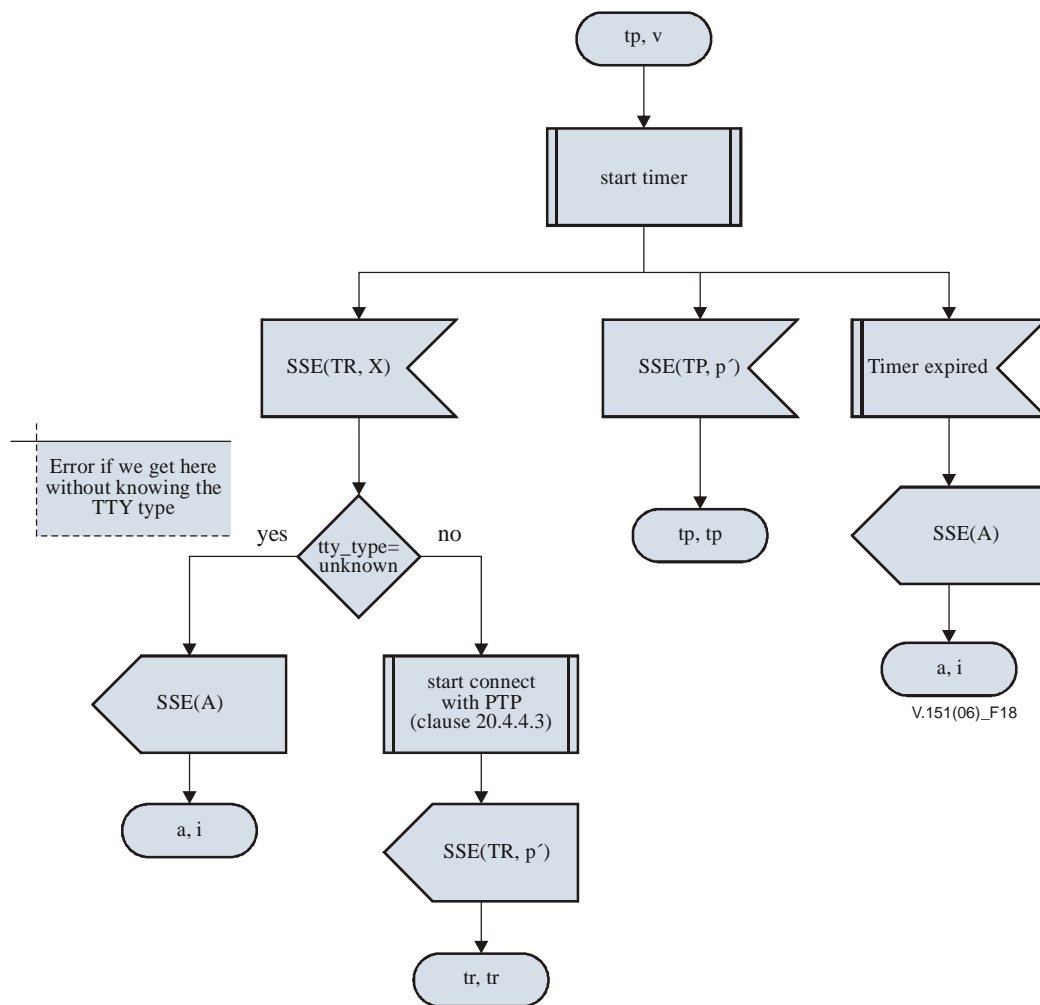 tp, v
start timer
SSE(TR, X)
SSE(TP, p´)
Timer expired
Error if we get here
without knowing the
TTY type
yes
tty_type=
unknown
no
tp, tp
SSE(A)
SSE(A)
start connect
with PTP
(clause 20.4.4.3)
a, i
V.151(06)_F18
a, i
SSE(TR, p´)
tr, tr